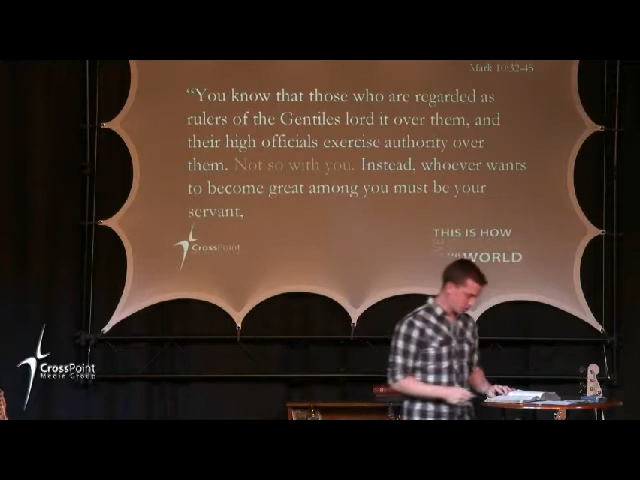 Mark 10:32-45
“You know that those who are regarded as
rulers of the Gentiles lord it over them, and
their high officials exercise authority over
them. Not so with you. Instead, whoever wants
to become great among you must be your
servant,
CrossPoint
THIS IS HOW
WORLD
CrossPoint
Media Group